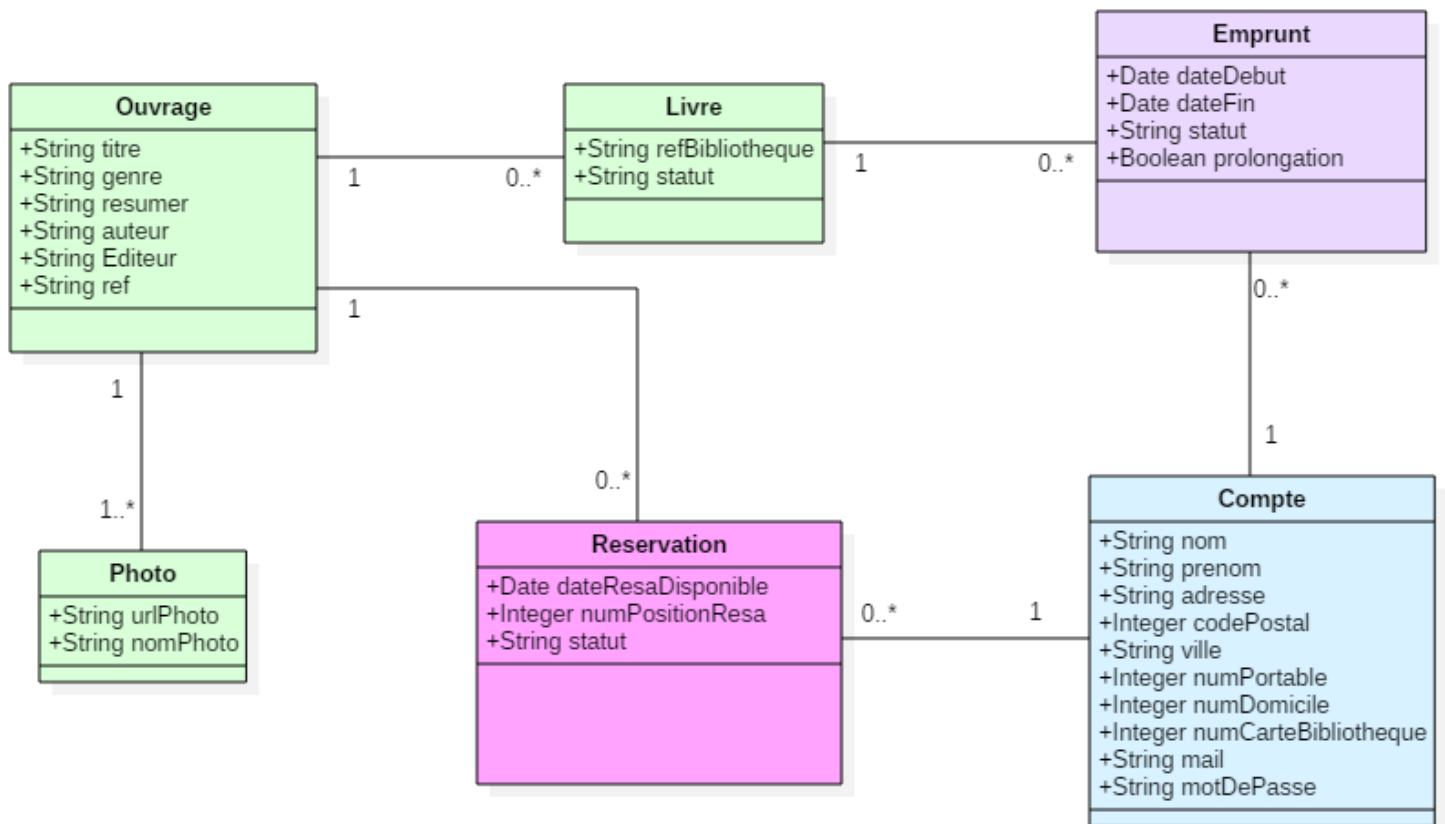 Ouvrage
+String titre
+String genre
+String resumer
+String auteur
+String Editeur
+String ref
1
0..*
Livre
+String refBibliotheque
+String statut
1
0..*
Emprunt
+Date dateDebut
+Date dateFin
+String statut
+Boolean prolongation
1
0..*
1
1..*
Photo
+String urlPhoto
+String nomPhoto
Reservation
+Date dateResaDisponible
+Integer numPositionResa
+String statut
0..*
1
0..*
1
Compte
+String nom
+String prenom
+String adresse
+Integer codePostal
+String ville
+Integer numPortable
+Integer numDomicile
+Integer numCarteBibliotheque
+String mail
+String motDePasse